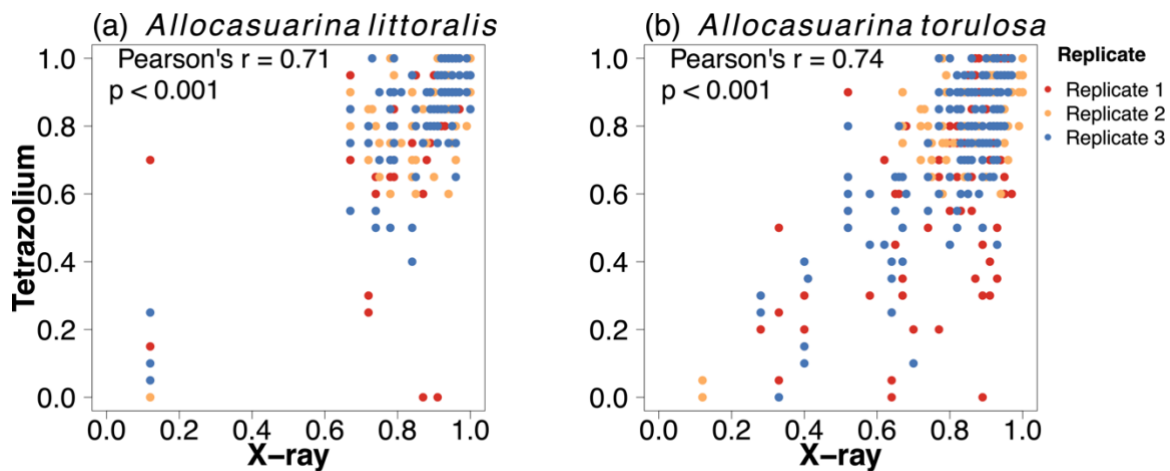 (a) Allocasuarina littoralis
Pearson's r = 0.71
p < 0.001
1.0
0.8
0.6
0.4
0.2
0.0
Tetrazolium
0.0 0.2 0.4 0.6 0.8 1.0
X−ray
(b) Allocasuarina torulosa
Pearson's r = 0.74
p < 0.001
1.0
0.8
0.6
0.4
0.2
0.0
0.0 0.2 0.4 0.6 0.8 1.0
X−ray
Replicate
Replicate 1
Replicate 2
Replicate 3